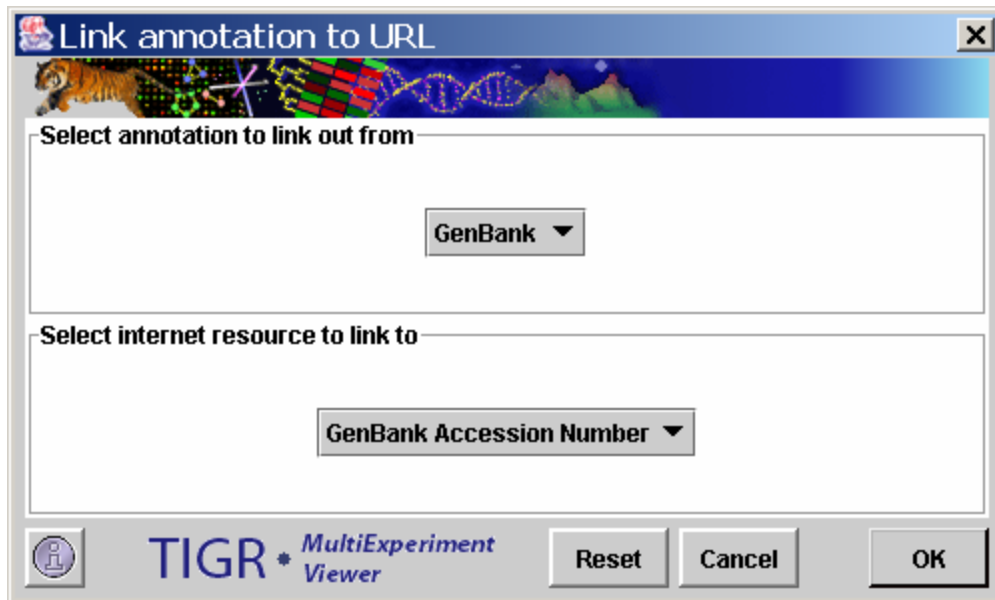 Link annotation to URL
Select annotation to link out from
GenBank
Select internet resource to link to
GenBank Accession Number
TIGR MultiExperiment Viewer
Reset
Cancel
OK